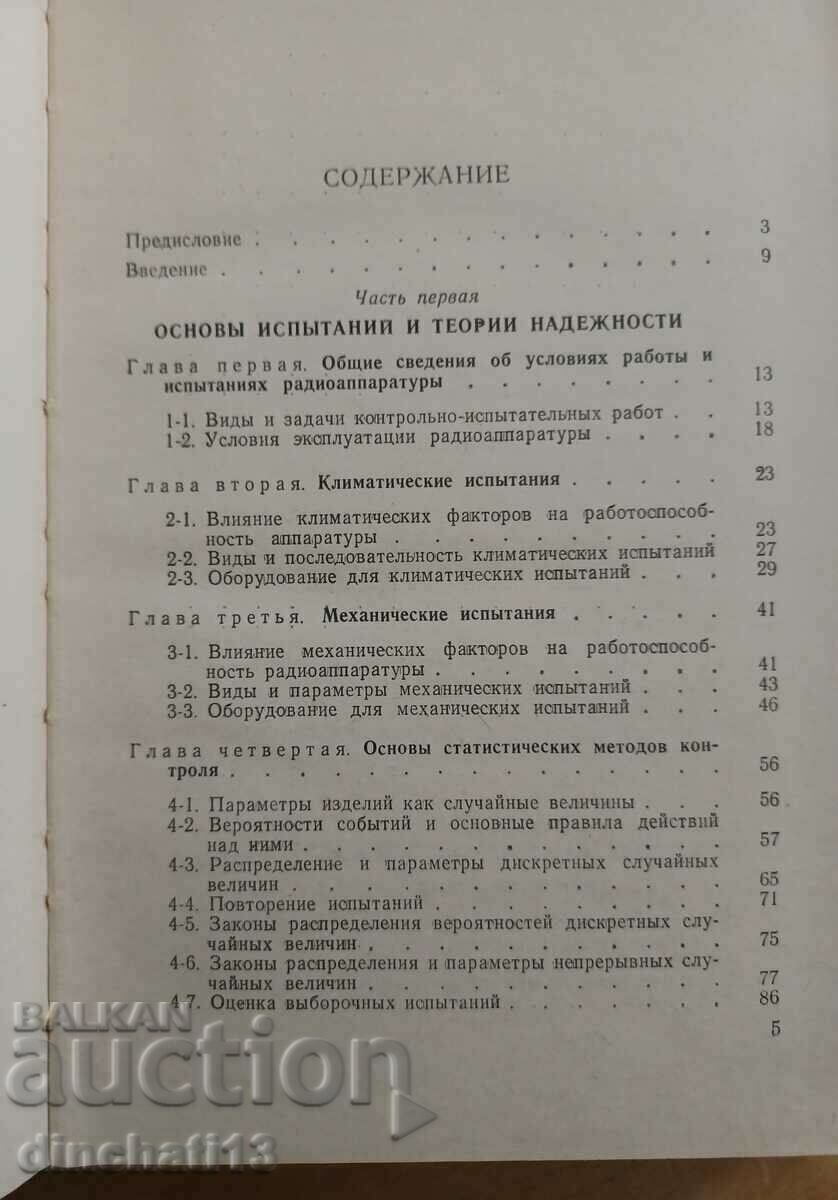 СОДЕРЖАНИЕ
Предисловие . . . . . . . . . . . . . 3
Введение . . . . . . . . . . . . . 9
Часть первая
ОСНОВЫ ИСПЫТАНИЙ И ТЕОРИИ НАДЕЖНОСТИ
Глава первая. Общие сведения об условиях работы и
испытаниях радиоаппаратуры . . . . . . . 13
1-1. Виды и задачи контрольно-испытательных работ . . 13
1-2. Условия эксплуатации радиоаппаратуры . . . . 18
Глава вторая. Климатические испытания . . . . . 23
2-1. Влияние климатических факторов на работоспособ-
ность аппаратуры . . . . . . . . . 23
2-2. Виды и последовательность климатических испытаний 27
2-3. Оборудование для климатических испытаний . . . 29
Глава третья. Механические испытания . . . . . 41
3-1. Влияние механических факторов на работоспособ-
ность радиоаппаратуры . . . . . . . . 41
3-2. Виды и параметры механических испытаний . . . 43
3-3. Оборудование для механических испытаний . . . 46
Глава четвертая. Основы статистических методов кон-
троля . . . . . . . . . . . . . 56
4-1. Параметры изделий как случайные величины . . . 56
4-2. Вероятности событий и основные правила действий
над ними . . . . . . . . . . . 57
4-3. Распределение и параметры дискретных случайных
величин . . . . . . . . . . . 65
4-4. Повторение испытаний . . . . . . . 71
4-5. Законы распределения вероятностей дискретных слу-
чайных величин . . . . . . . . . 75
4-6. Законы распределения и параметры непрерывных слу-
чайных величин . . . . . . . . . 77
4-7. Оценка выборочных испытаний . . . . . . 86
5
BALKAN
auction
dinchati13